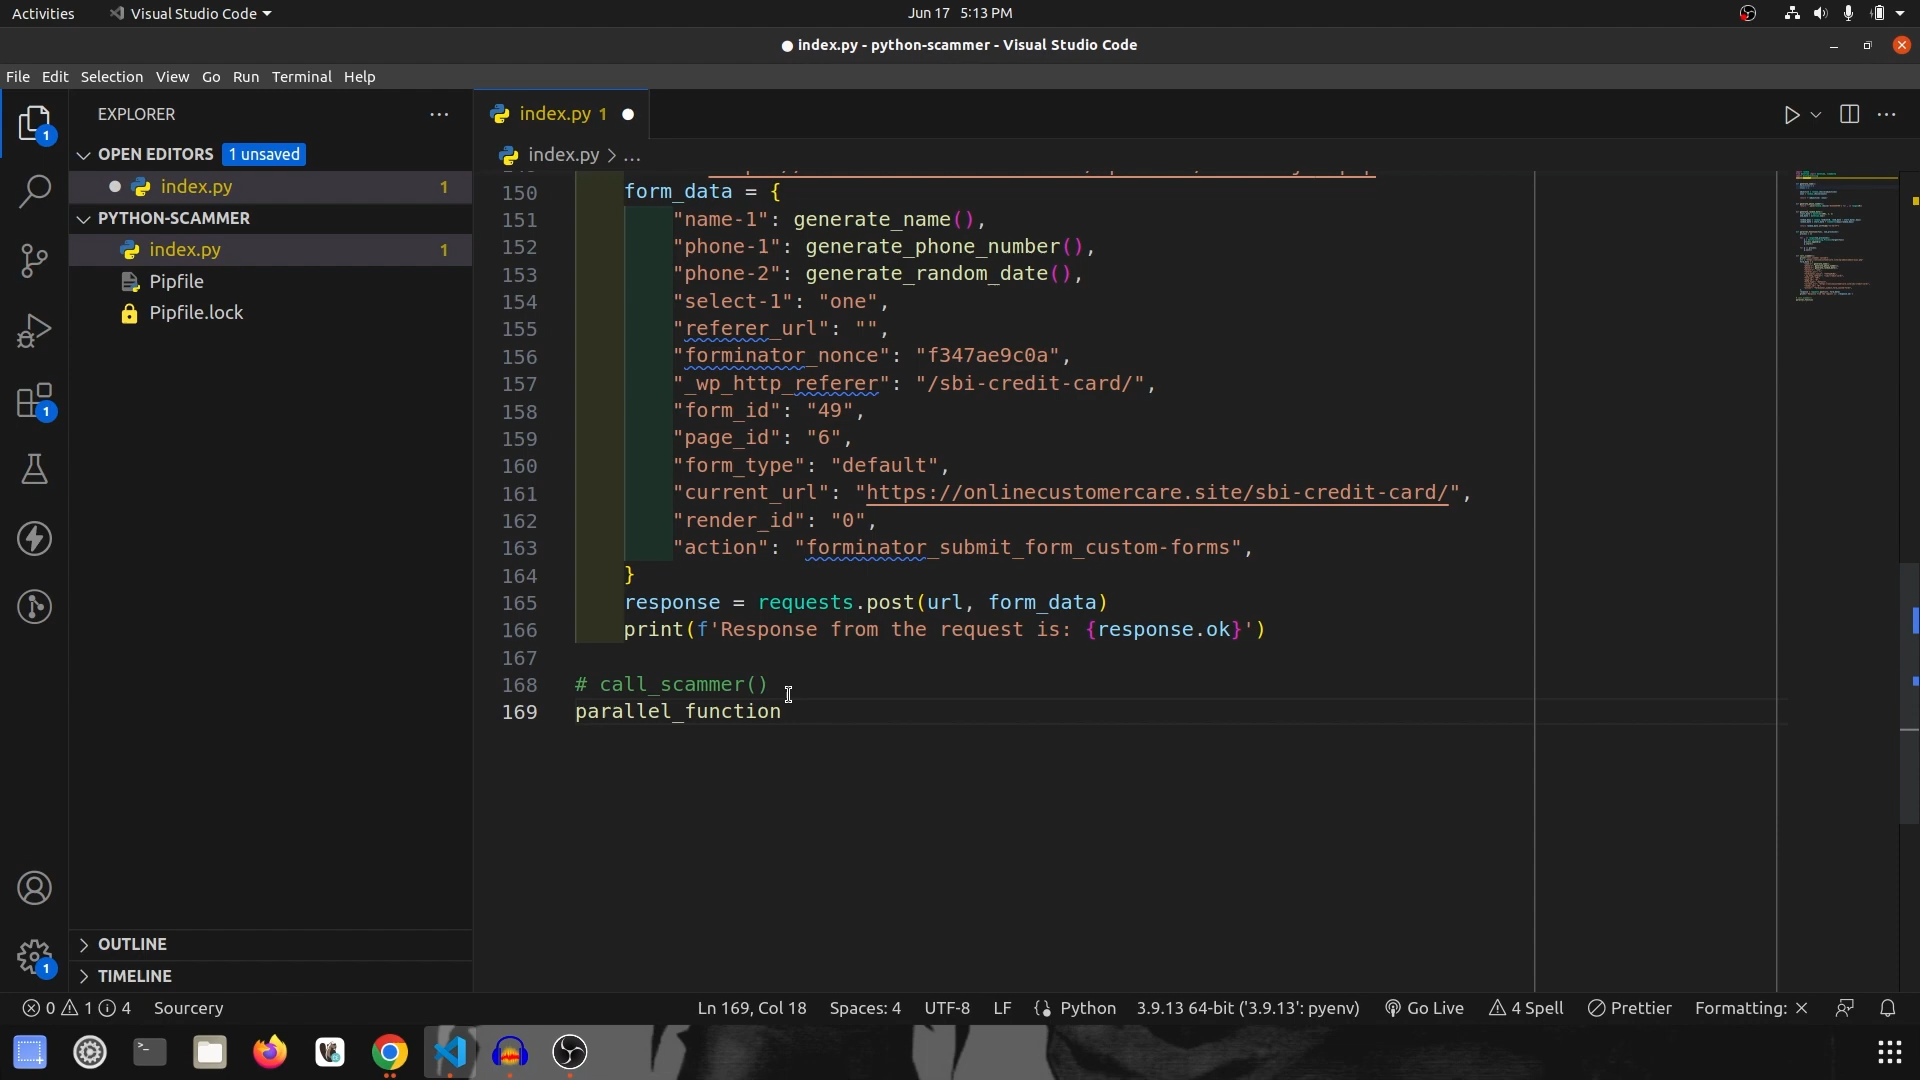 Activities Visual Studio Code Jun 17 5:13 PM
index.py - python-scammer - Visual Studio Code
File Edit Selection View Go Run Terminal Help
EXPLORER
OPEN EDITORS 1 unsaved
index.py 1
PYTHON-SCAMMER
index.py 1
Pipfile
Pipfile.lock
OUTLINE
TIMELINE
index.py 1
index.py > ...
150 form_data = {
151 "name-1": generate_name(),
152 "phone-1": generate_phone_number(),
153 "phone-2": generate_random_date(),
154 "select-1": "one",
155 "referer_url": "",
156 "forminator_nonce": "f347ae9c0a",
157 "_wp_http_referer": "/sbi-credit-card/",
158 "form_id": "49",
159 "page_id": "6",
160 "form_type": "default",
161 "current_url": "https://onlinecustomercare.site/sbi-credit-card/",
162 "render_id": "0",
163 "action": "forminator_submit_form_custom-forms",
164 }
165 response = requests.post(url, form_data)
166 print(f'Response from the request is: {response.ok}')
167
168 # call_scammer()
169 parallel_function
0 1 4 Sourcery Ln 169, Col 18 Spaces: 4 UTF-8 LF Python 3.9.13 64-bit ('3.9.13': pyenv) Go Live 4 Spell Prettier Formatting: ×